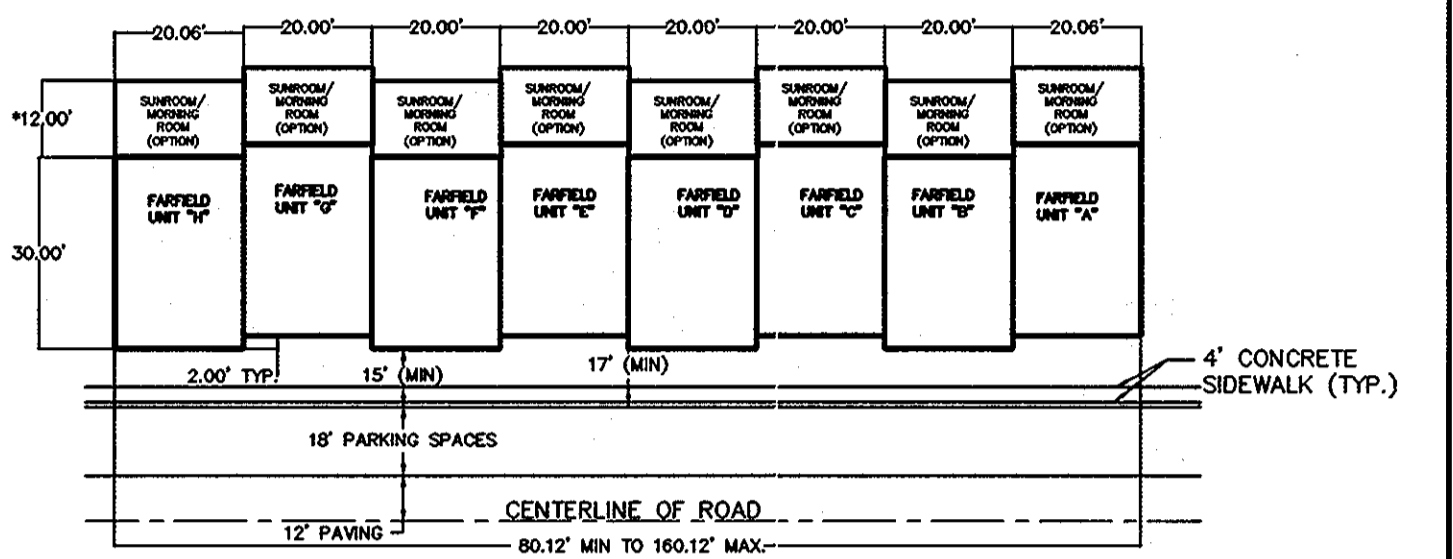 20.06' 20.00' 20.00' 20.00' 20.00' 20.00' 20.00' 20.06'
*12.00'
SUNROOM/
MORNING
ROOM
(OPTION)
SUNROOM/
MORNING
ROOM
(OPTION)
SUNROOM/
MORNING
ROOM
(OPTION)
SUNROOM/
MORNING
ROOM
(OPTION)
SUNROOM/
MORNING
ROOM
(OPTION)
SUNROOM/
MORNING
ROOM
(OPTION)
SUNROOM/
MORNING
ROOM
(OPTION)
SUNROOM/
MORNING
ROOM
(OPTION)
30.00'
FARFIELD
UNIT "H"
FARFIELD
UNIT "G"
FARFIELD
UNIT "F"
FARFIELD
UNIT "E"
FARFIELD
UNIT "D"
FARFIELD
UNIT "C"
FARFIELD
UNIT "B"
FARFIELD
UNIT "A"
2.00' TYP.
15' (MIN)
17' (MIN)
4' CONCRETE
SIDEWALK (TYP.)
18' PARKING SPACES
CENTERLINE OF ROAD
12' PAVING
80.12' MIN TO 160.12' MAX.